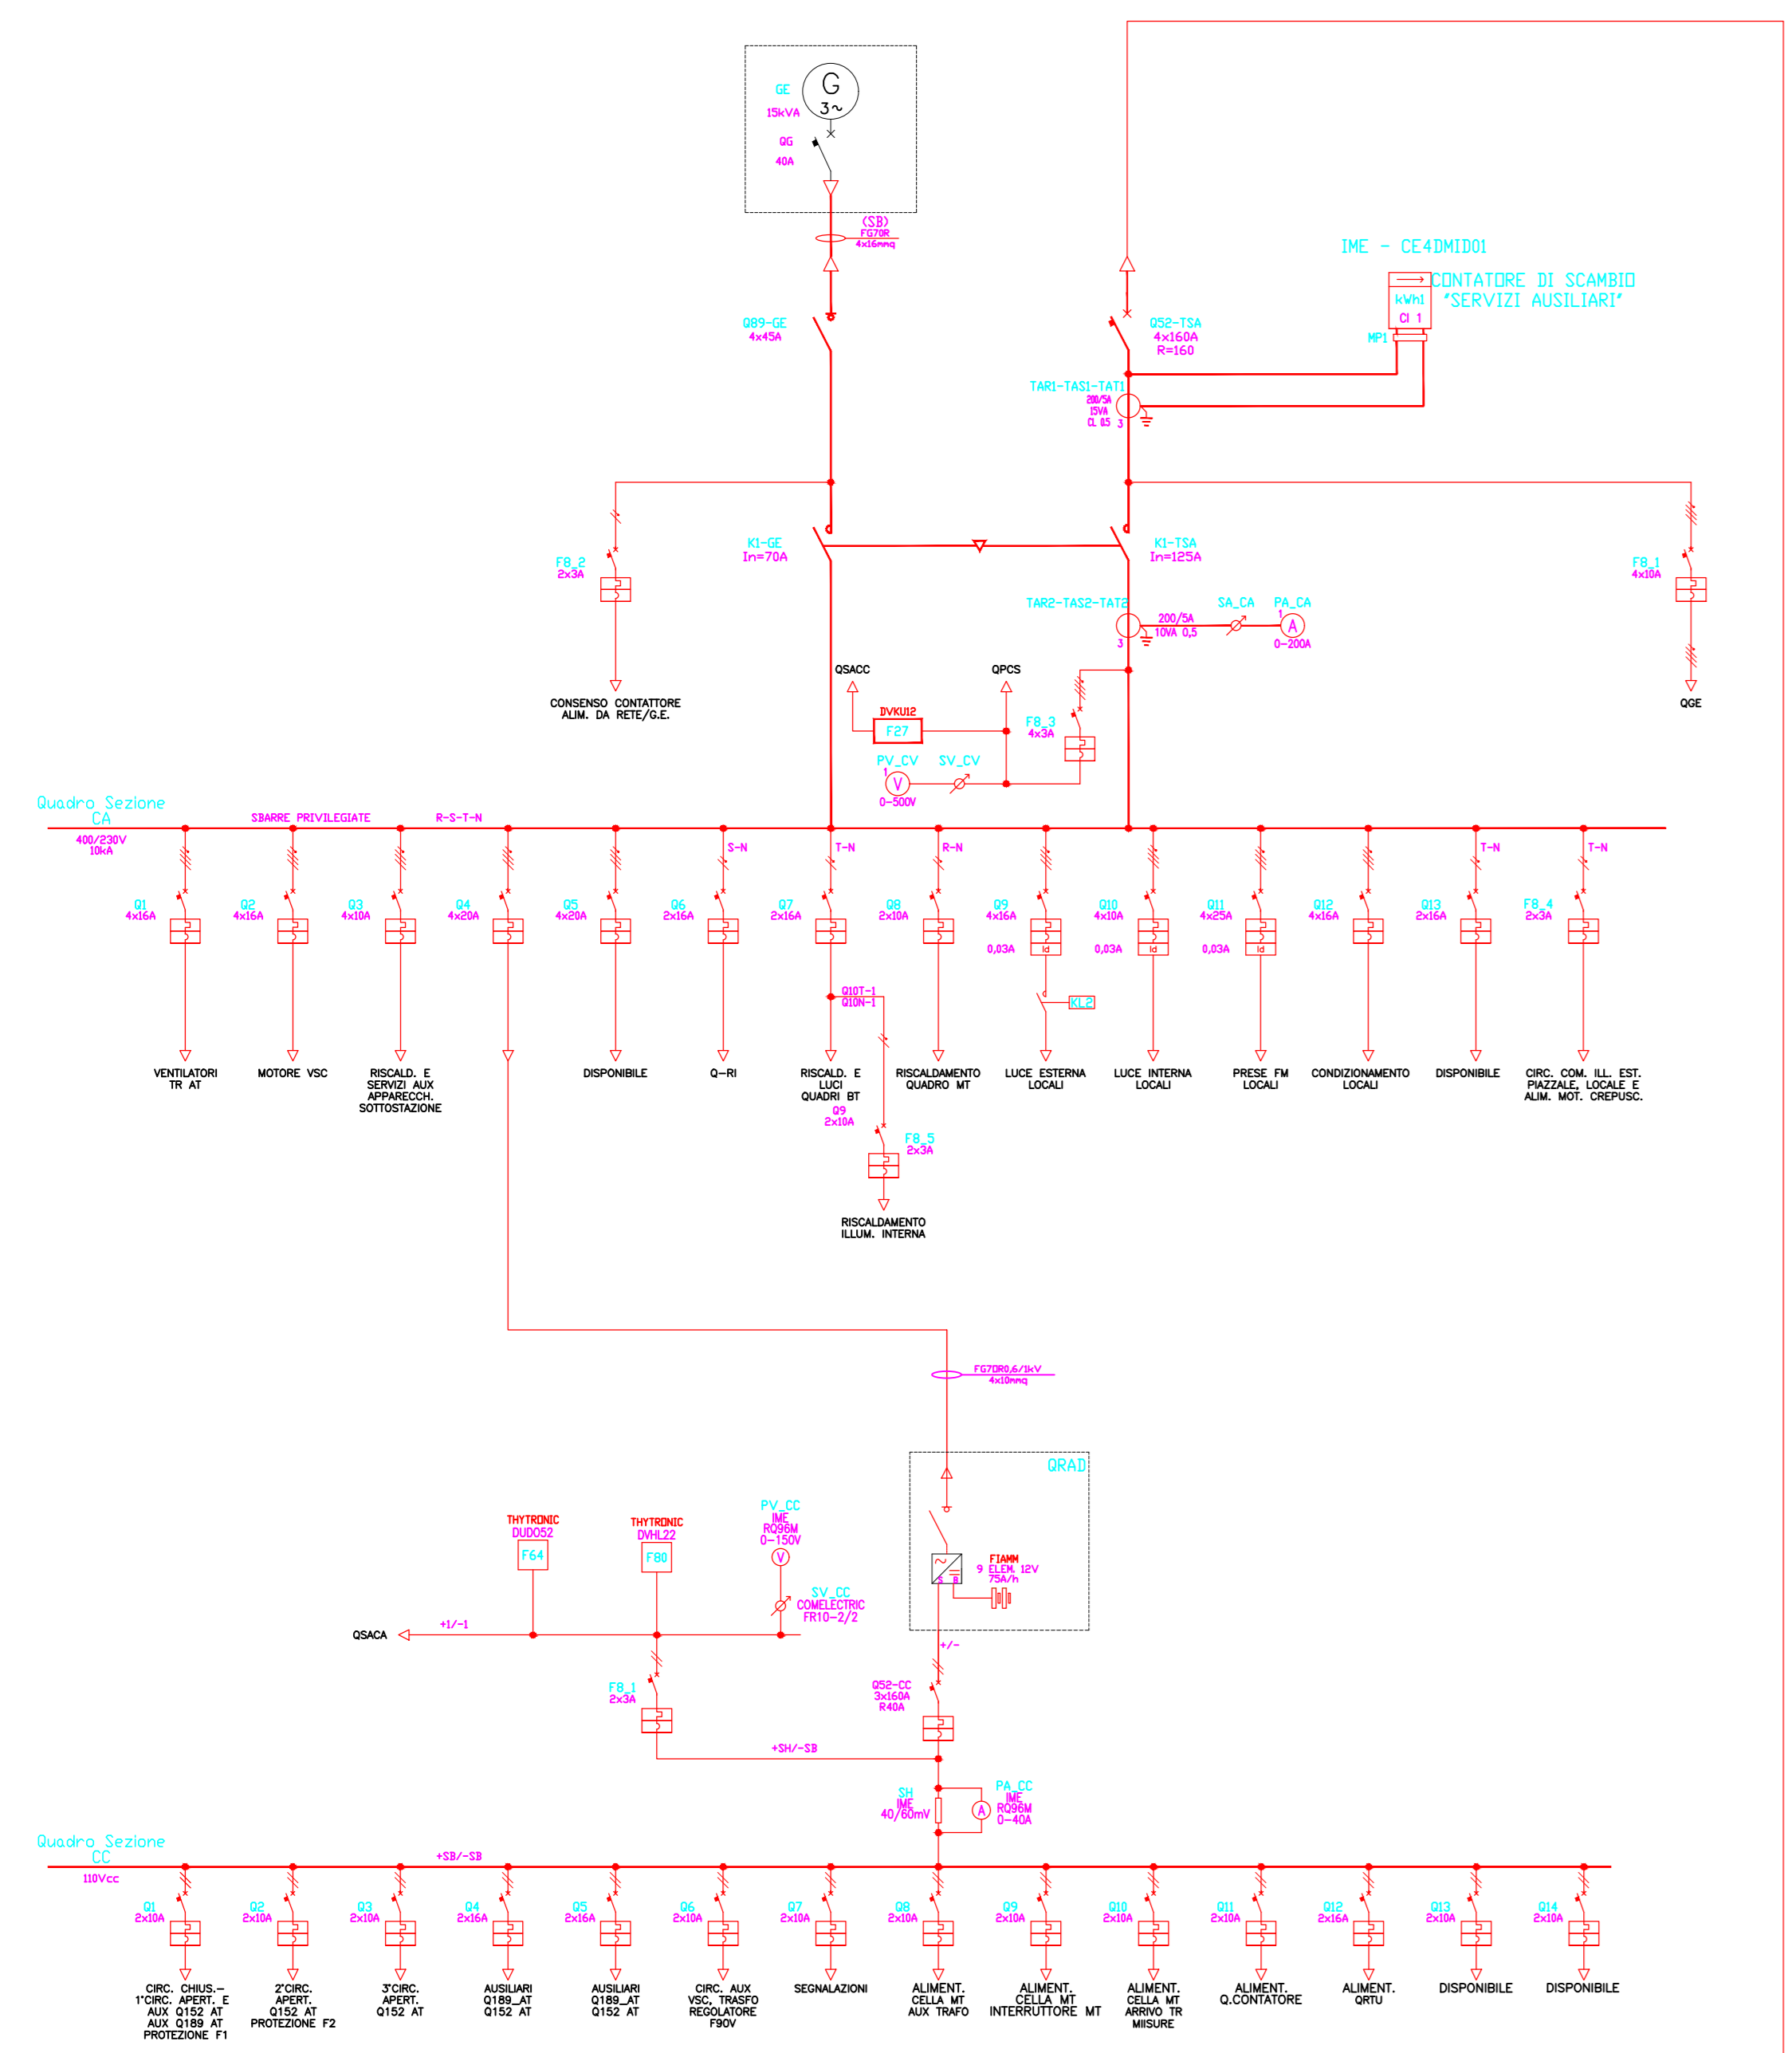 G
3~
GE
15kVA
QG
40A
(SB)
FG70R
4x16mmq
IME - CE4DMID01
CONTATORE DI SCAMBIO
"SERVIZI AUSILIARI"
kWh1
Cl 1
MP1
Q89-GE
4x45A
Q52-TSA
4x160A
R=160
TAR1-TAS1-TAT1
200/5A
15VA
CL 0.5
3
K1-GE
In=70A
K1-TSA
In=125A
F8_2
2x3A
F8_1
4x10A
TAR2-TAS2-TAT2
200/5A
10VA 0,5
3
SA_CA
PA_CA
1
A
0-200A
CONSENSO CONTATTORE
ALIM. DA RETE/G.E.
QSACC
QPCS
DVKU12
F27
F8_3
4x3A
QGE
PV_CV
SV_CV
1
V
0-500V
Quadro Sezione
CA
SBARRE PRIVILEGIATE
R-S-T-N
400/230V
10kA
S-N
T-N
R-N
T-N
T-N
Q1
4x16A
Q2
4x16A
Q3
4x10A
Q4
4x20A
Q5
4x20A
Q6
2x16A
Q7
2x16A
Q8
2x10A
Q9
4x16A
Q10
4x10A
Q11
4x25A
Q12
4x16A
Q13
2x16A
F8_4
2x3A
0,03A
Id
0,03A
Id
0,03A
Id
Q10T-1
Q10N-1
KL2
VENTILATORI
TR AT
MOTORE VSC
RISCALD. E
SERVIZI AUX
APPARECCH.
SOTTOSTAZIONE
DISPONIBILE
Q-RI
RISCALD. E
LUCI
QUADRI BT
RISCALDAMENTO
QUADRO MT
LUCE ESTERNA
LOCALI
LUCE INTERNA
LOCALI
PRESE FM
LOCALI
CONDIZIONAMENTO
LOCALI
DISPONIBILE
CIRC. COM. ILL. EST.
PIAZZALE, LOCALE E
ALIM. MOT. CREPUSC.
Q9
2x10A
F8_5
2x3A
RISCALDAMENTO
ILLUM. INTERNA
FG7OR0,6/1kV
4x10mmq
QRAD
THYTRONIC
DUD052
F64
THYTRONIC
DVHL22
F80
PV_CC
IME
RQ96M
0-150V
V
SV_CC
COMELECTRIC
FR10-2/2
FIAMM
9 ELEM. 12V
75A/h
S B
QSACA
+1/-1
+/-
F8_1
2x3A
Q52-CC
3x160A
R40A
+SH/-SB
SH
IME
40/60mV
A
PA_CC
IME
RQ96M
0-40A
Quadro Sezione
CC
+SB/-SB
110Vcc
Q1
2x10A
Q2
2x10A
Q3
2x10A
Q4
2x16A
Q5
2x16A
Q6
2x10A
Q7
2x10A
Q8
2x10A
Q9
2x10A
Q10
2x10A
Q11
2x10A
Q12
2x16A
Q13
2x10A
Q14
2x10A
CIRC. CHIUS.-
1°CIRC. APERT. E
AUX Q152 AT
AUX Q189 AT
PROTEZIONE F1
2°CIRC.
APERT.
Q152 AT
PROTEZIONE F2
3°CIRC.
APERT.
Q152 AT
AUSILIARI
Q189_AT
Q152 AT
AUSILIARI
Q189_AT
Q152 AT
CIRC. AUX
VSC, TRASFO
REGOLATORE
F90V
SEGNALAZIONI
ALIMENT.
CELLA MT
AUX TRAFO
ALIMENT.
CELLA MT
INTERRUTTORE MT
ALIMENT.
CELLA MT
ARRIVO TR
MIISURE
ALIMENT.
Q.CONTATORE
ALIMENT.
QRTU
DISPONIBILE
DISPONIBILE